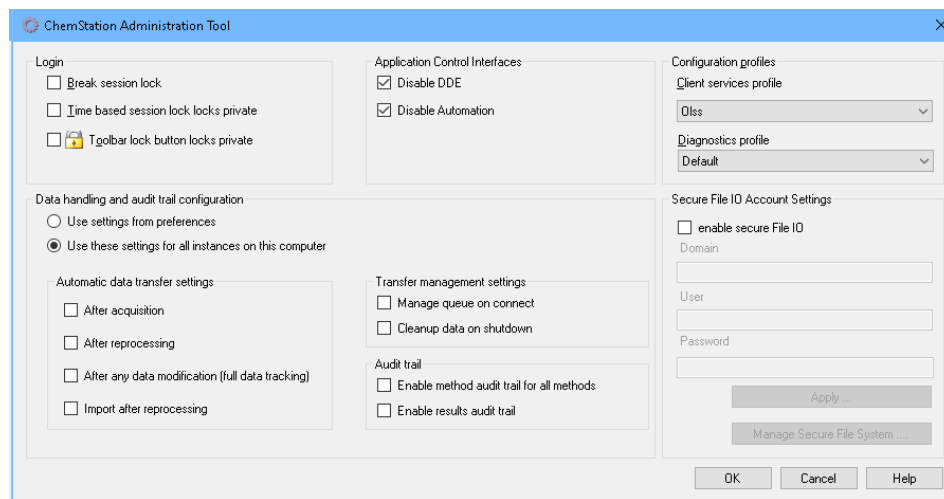 ChemStation Administration Tool
Login
Break session lock
Time based session lock locks private
Toolbar lock button locks private
Application Control Interfaces
Disable DDE
Disable Automation
Configuration profiles
Client services profile
Olss
Diagnostics profile
Default
Data handling and audit trail configuration
Use settings from preferences
Use these settings for all instances on this computer
Automatic data transfer settings
After acquisition
After reprocessing
After any data modification (full data tracking)
Import after reprocessing
Transfer management settings
Manage queue on connect
Cleanup data on shutdown
Audit trail
Enable method audit trail for all methods
Enable results audit trail
Secure File IO Account Settings
enable secure File IO
Domain
User
Password
Apply ...
Manage Secure File System ....
OK
Cancel
Help